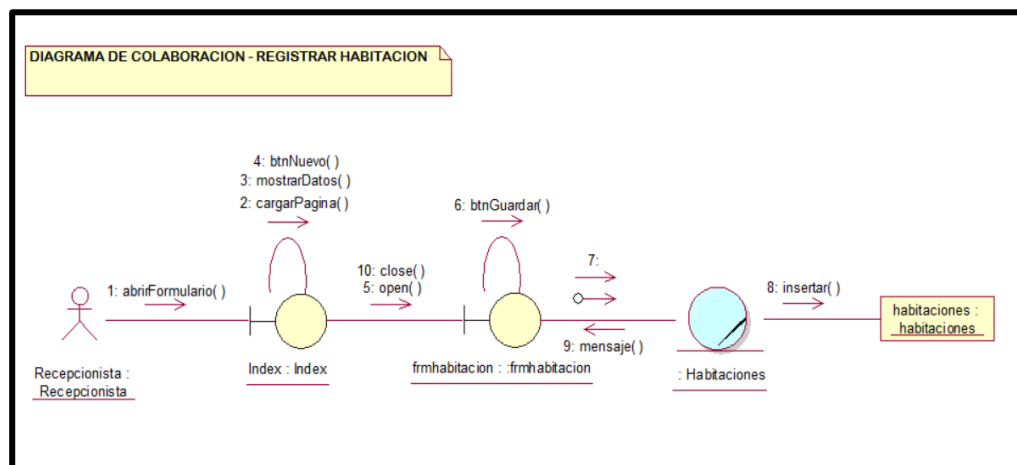 DIAGRAMA DE COLABORACION - REGISTRAR HABITACION
4: btnNuevo( )
3: mostrarDatos( )
2: cargarPagina( )
6: btnGuardar( )
10: close( )
5: open( )
7:
1: abrirFormulario( )
8: insertar( )
9: mensaje( )
habitaciones :
habitaciones
Recepcionista :
Recepcionista
Index : Index
frmhabitacion : :frmhabitacion
: Habitaciones